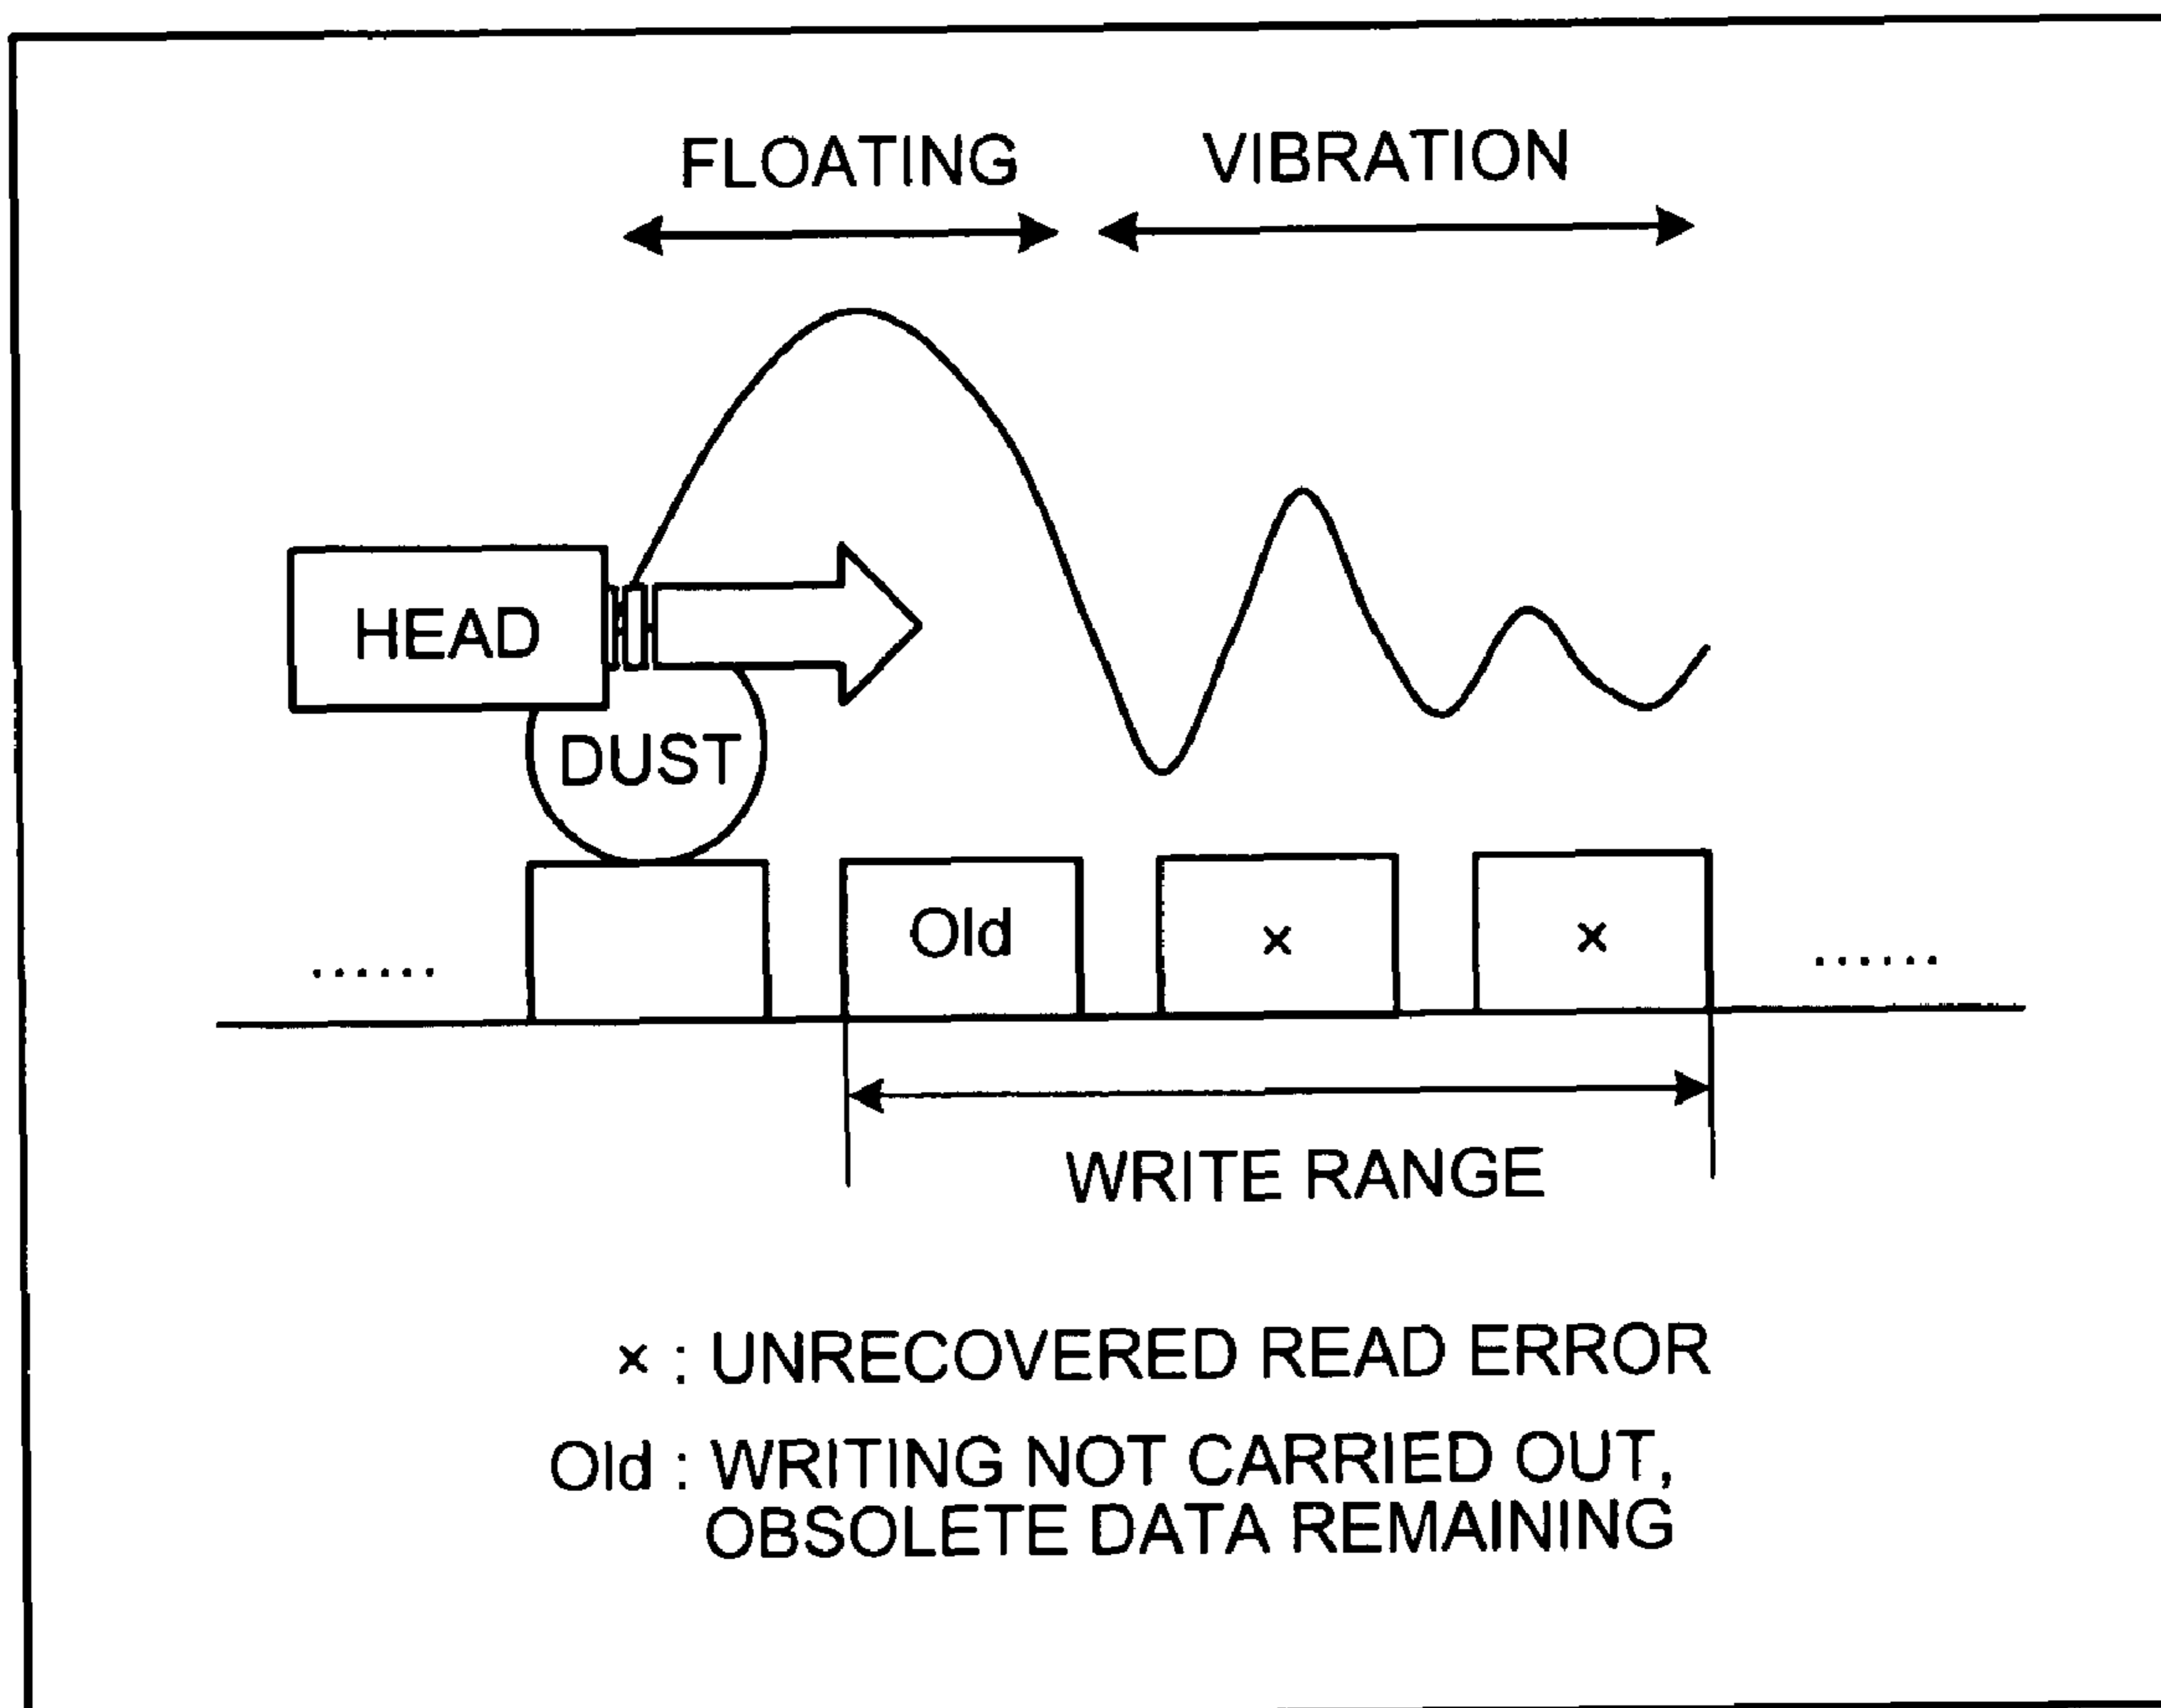 FLOATING VIBRATION
HEAD
DUST
Old × ×
...... ......
WRITE RANGE
× : UNRECOVERED READ ERROR
Old : WRITING NOT CARRIED OUT,
OBSOLETE DATA REMAINING